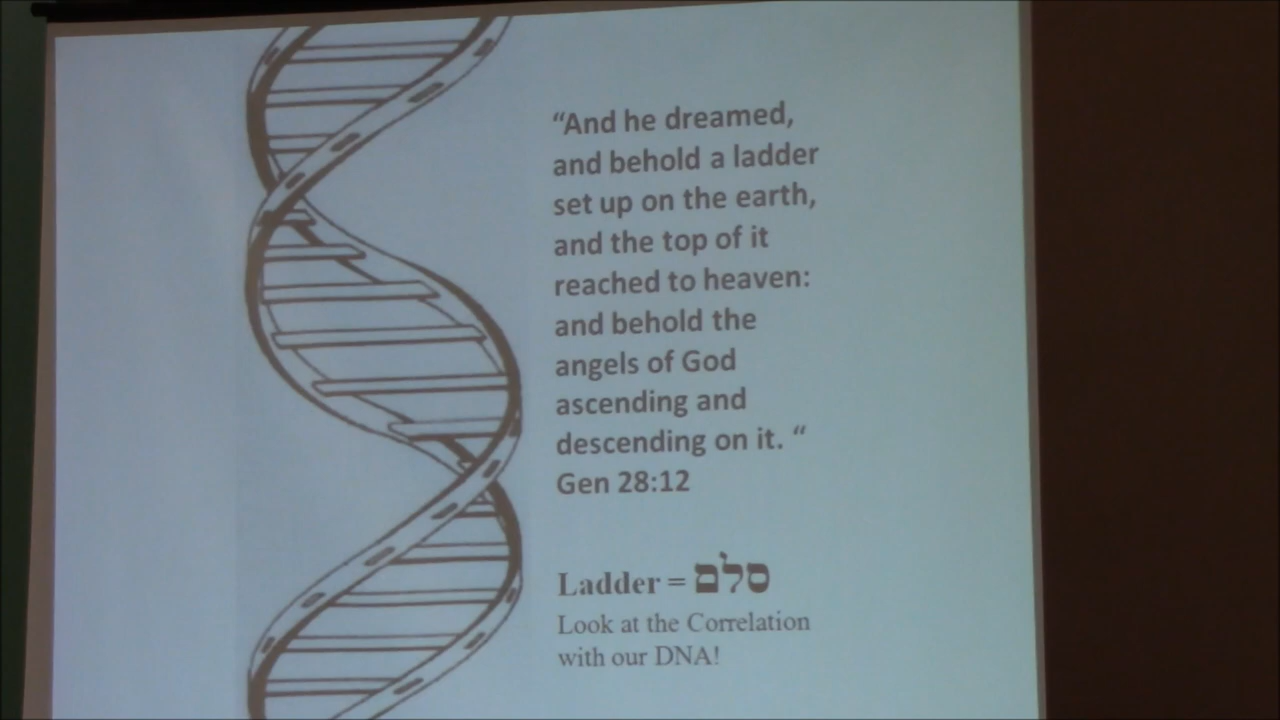 “And he dreamed,
and behold a ladder
set up on the earth,
and the top of it
reached to heaven:
and behold the
angels of God
ascending and
descending on it. “
Gen 28:12
Ladder = סלם
Look at the Correlation
with our DNA!